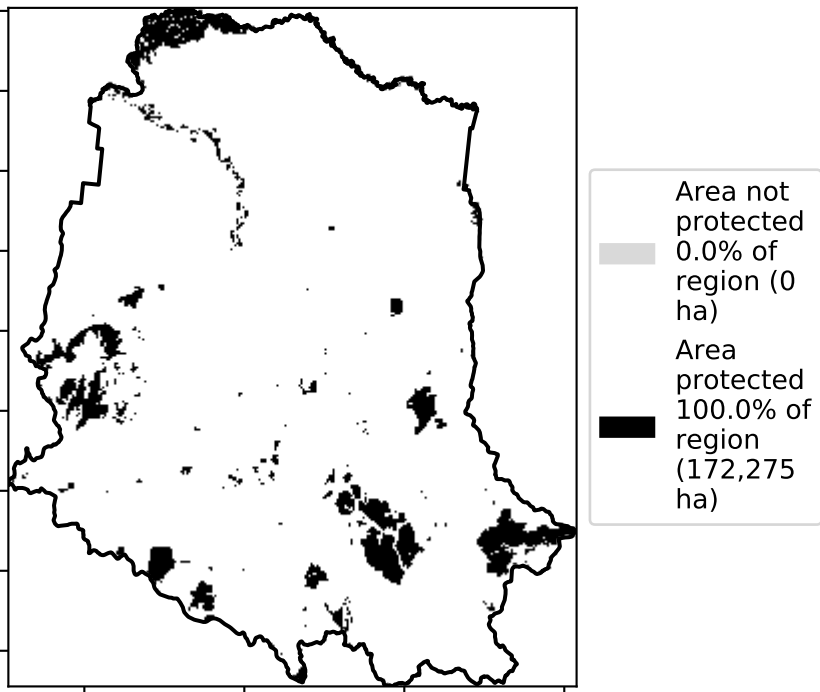 Area not
protected
0.0% of
region (0
ha)
Area
protected
100.0% of
region
(172,275
ha)